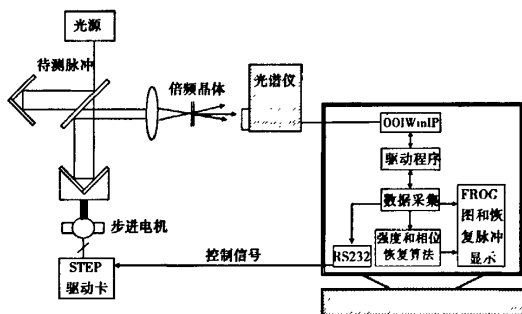 光源
待测脉冲
倍频晶体
光谱仪
OOIWinIP
驱动程序
数据采集
FROG
图和恢
复脉冲
显示
RS232
强度和相位
恢复算法
步进电机
控制信号
STEP
驱动卡